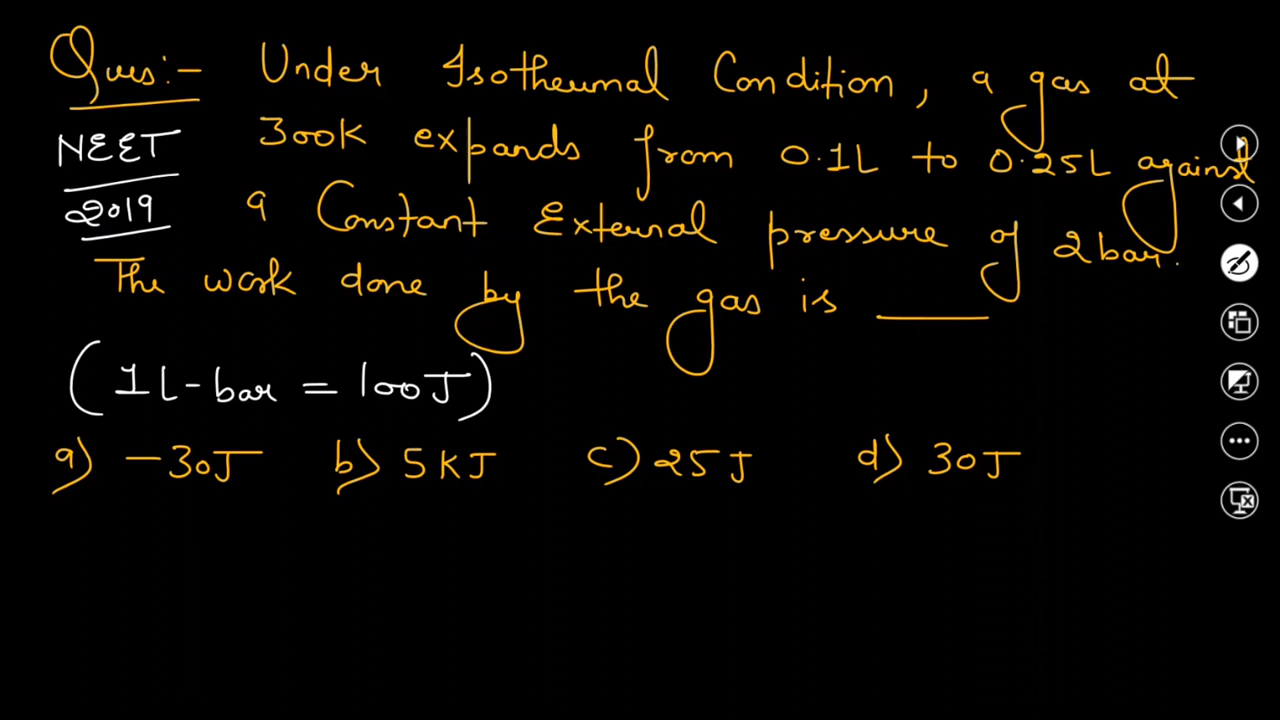 Ques:- Under Isothermal Condition, a gas at
NEET 300K expands from 0.1L to 0.25L against
2019 a Constant External pressure of 2bar.
The work done by the gas is ____
(1L-bar = 100J)
a) -30J b) 5KJ c) 25J d) 30J